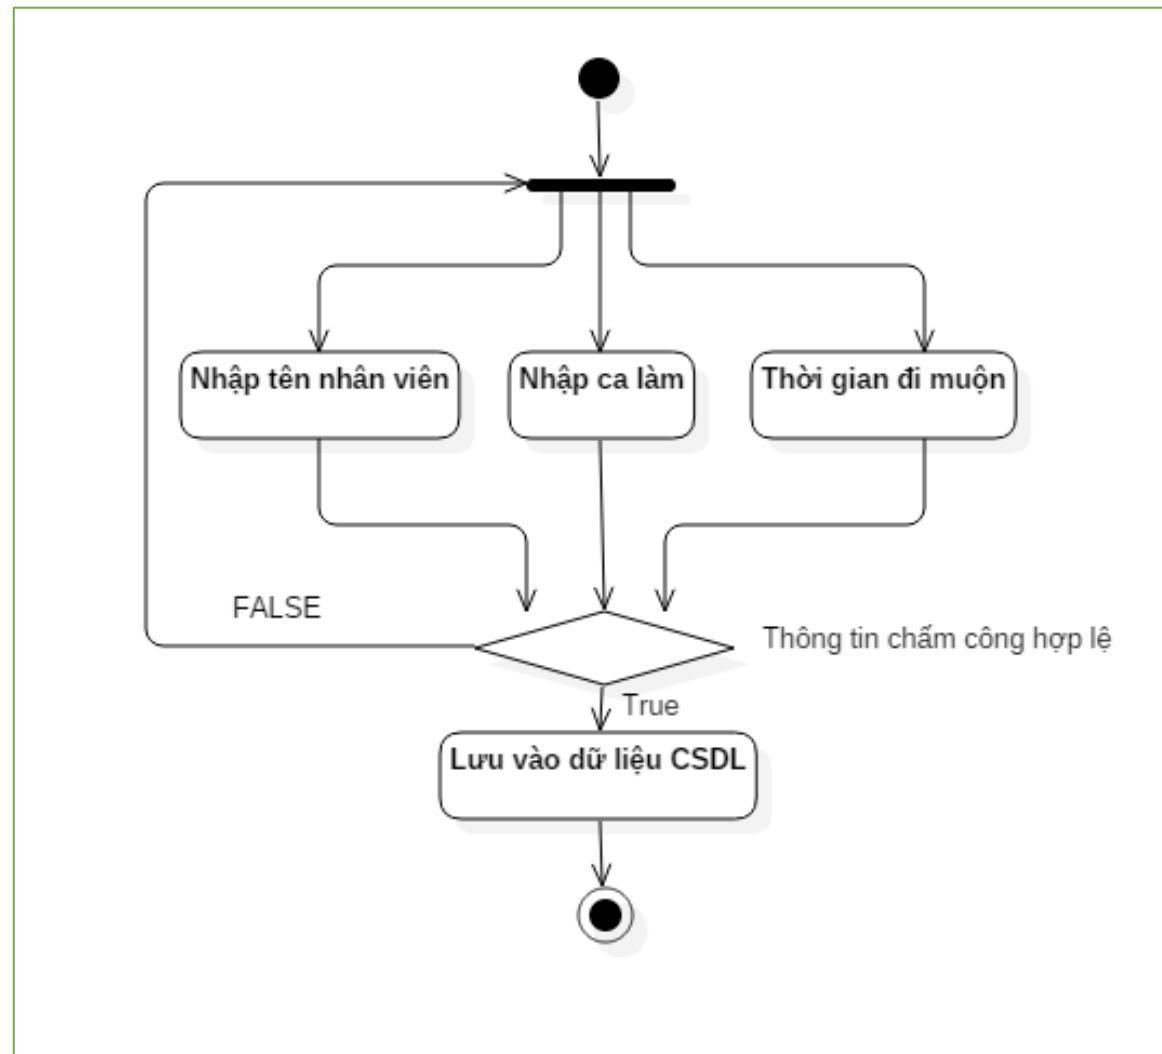 Nhập tên nhân viên
Nhập ca làm
Thời gian đi muộn
FALSE
Thông tin chấm công hợp lệ
True
Lưu vào dữ liệu CSDL